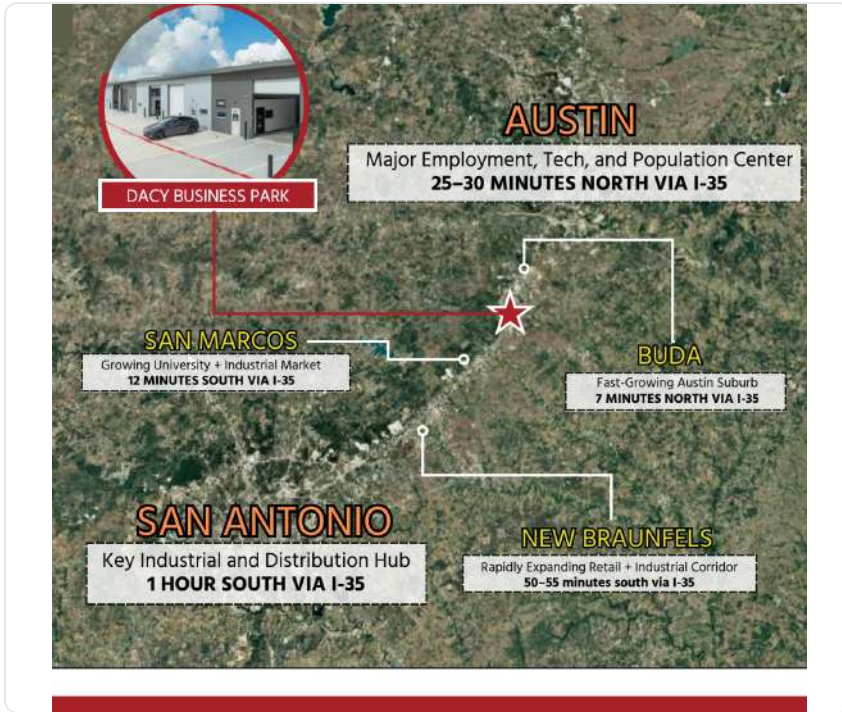 AUSTIN
Major Employment, Tech, and Population Center
25–30 MINUTES NORTH VIA I-35
DACY BUSINESS PARK
SAN MARCOS
Growing University + Industrial Market
12 MINUTES SOUTH VIA I-35
BUDA
Fast-Growing Austin Suburb
7 MINUTES NORTH VIA I-35
SAN ANTONIO
Key Industrial and Distribution Hub
1 HOUR SOUTH VIA I-35
NEW BRAUNFELS
Rapidly Expanding Retail + Industrial Corridor
50–55 minutes south via I-35